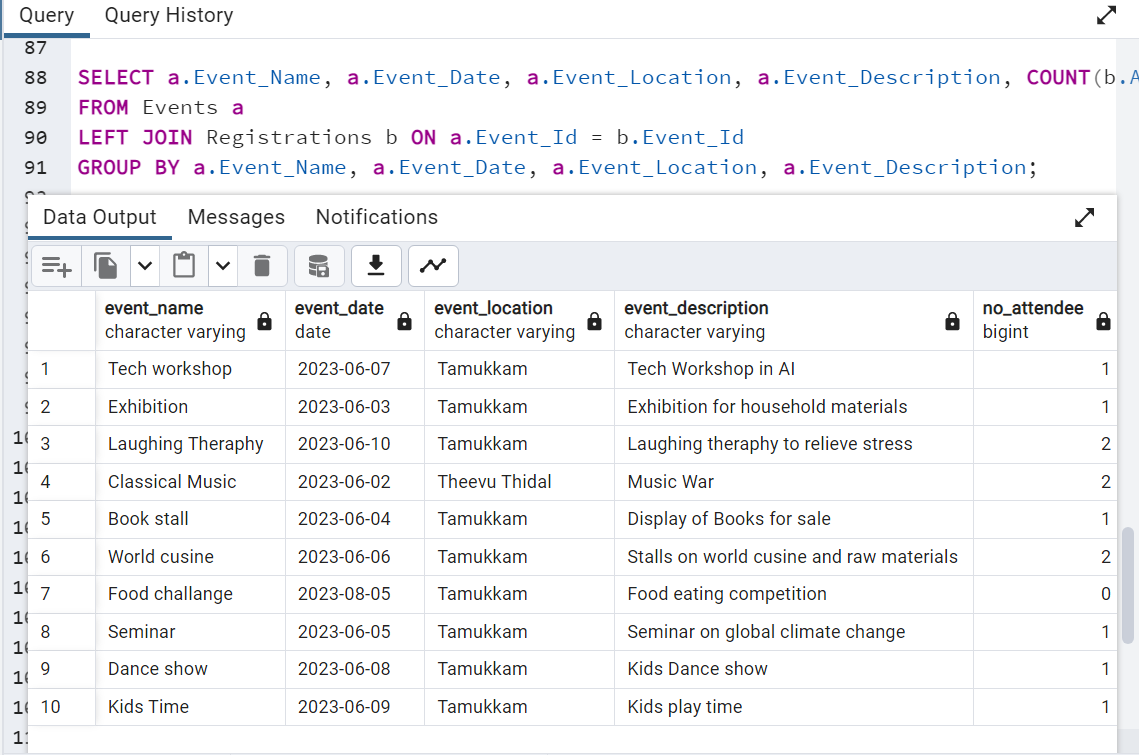 Query Query History
87
88 SELECT a.Event_Name, a.Event_Date, a.Event_Location, a.Event_Description, COUNT(b.A
89 FROM Events a
90 LEFT JOIN Registrations b ON a.Event_Id = b.Event_Id
91 GROUP BY a.Event_Name, a.Event_Date, a.Event_Location, a.Event_Description;
Data Output Messages Notifications
event_name event_date event_location event_description no_attendee
character varying date character varying character varying bigint
1 Tech workshop 2023-06-07 Tamukkam Tech Workshop in AI 1
2 Exhibition 2023-06-03 Tamukkam Exhibition for household materials 1
3 Laughing Theraphy 2023-06-10 Tamukkam Laughing theraphy to relieve stress 2
4 Classical Music 2023-06-02 Theevu Thidal Music War 2
5 Book stall 2023-06-04 Tamukkam Display of Books for sale 1
6 World cusine 2023-06-06 Tamukkam Stalls on world cusine and raw materials 2
7 Food challange 2023-08-05 Tamukkam Food eating competition 0
8 Seminar 2023-06-05 Tamukkam Seminar on global climate change 1
9 Dance show 2023-06-08 Tamukkam Kids Dance show 1
10 Kids Time 2023-06-09 Tamukkam Kids play time 1